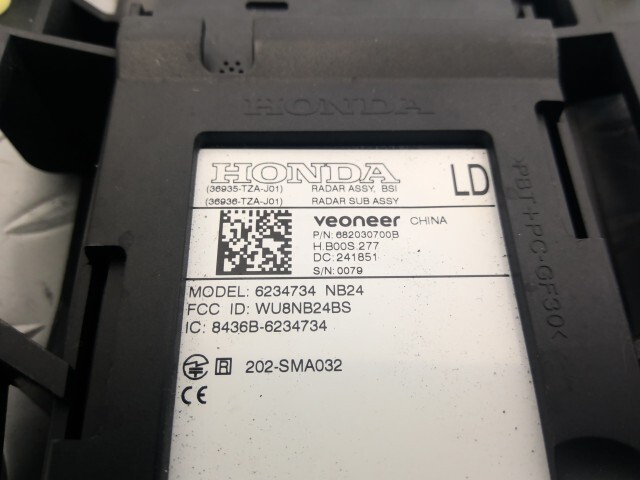 HONDA
HONDA
(36935-TZA-J01) RADAR ASSY, BSI
(36936-TZA-J01) RADAR SUB ASSY
LD
veoneer CHINA
P/N: 682030700B
H.B00S.277
DC: 241851
S/N: 0079
MODEL: 6234734 NB24
FCC ID: WU8NB24BS
IC: 8436B-6234734
R 202-SMA032
CE
>PBT+PC-GF30<